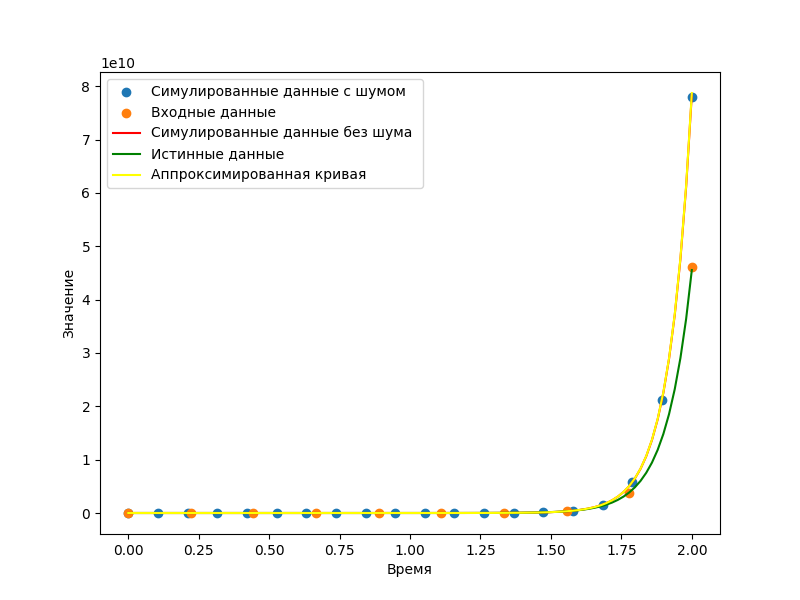 1e10
8
7
6
5
4
3
2
1
0
Значение
Симулированные данные с шумом
Входные данные
Симулированные данные без шума
Истинные данные
Аппроксимированная кривая
0.00 0.25 0.50 0.75 1.00 1.25 1.50 1.75 2.00
Время